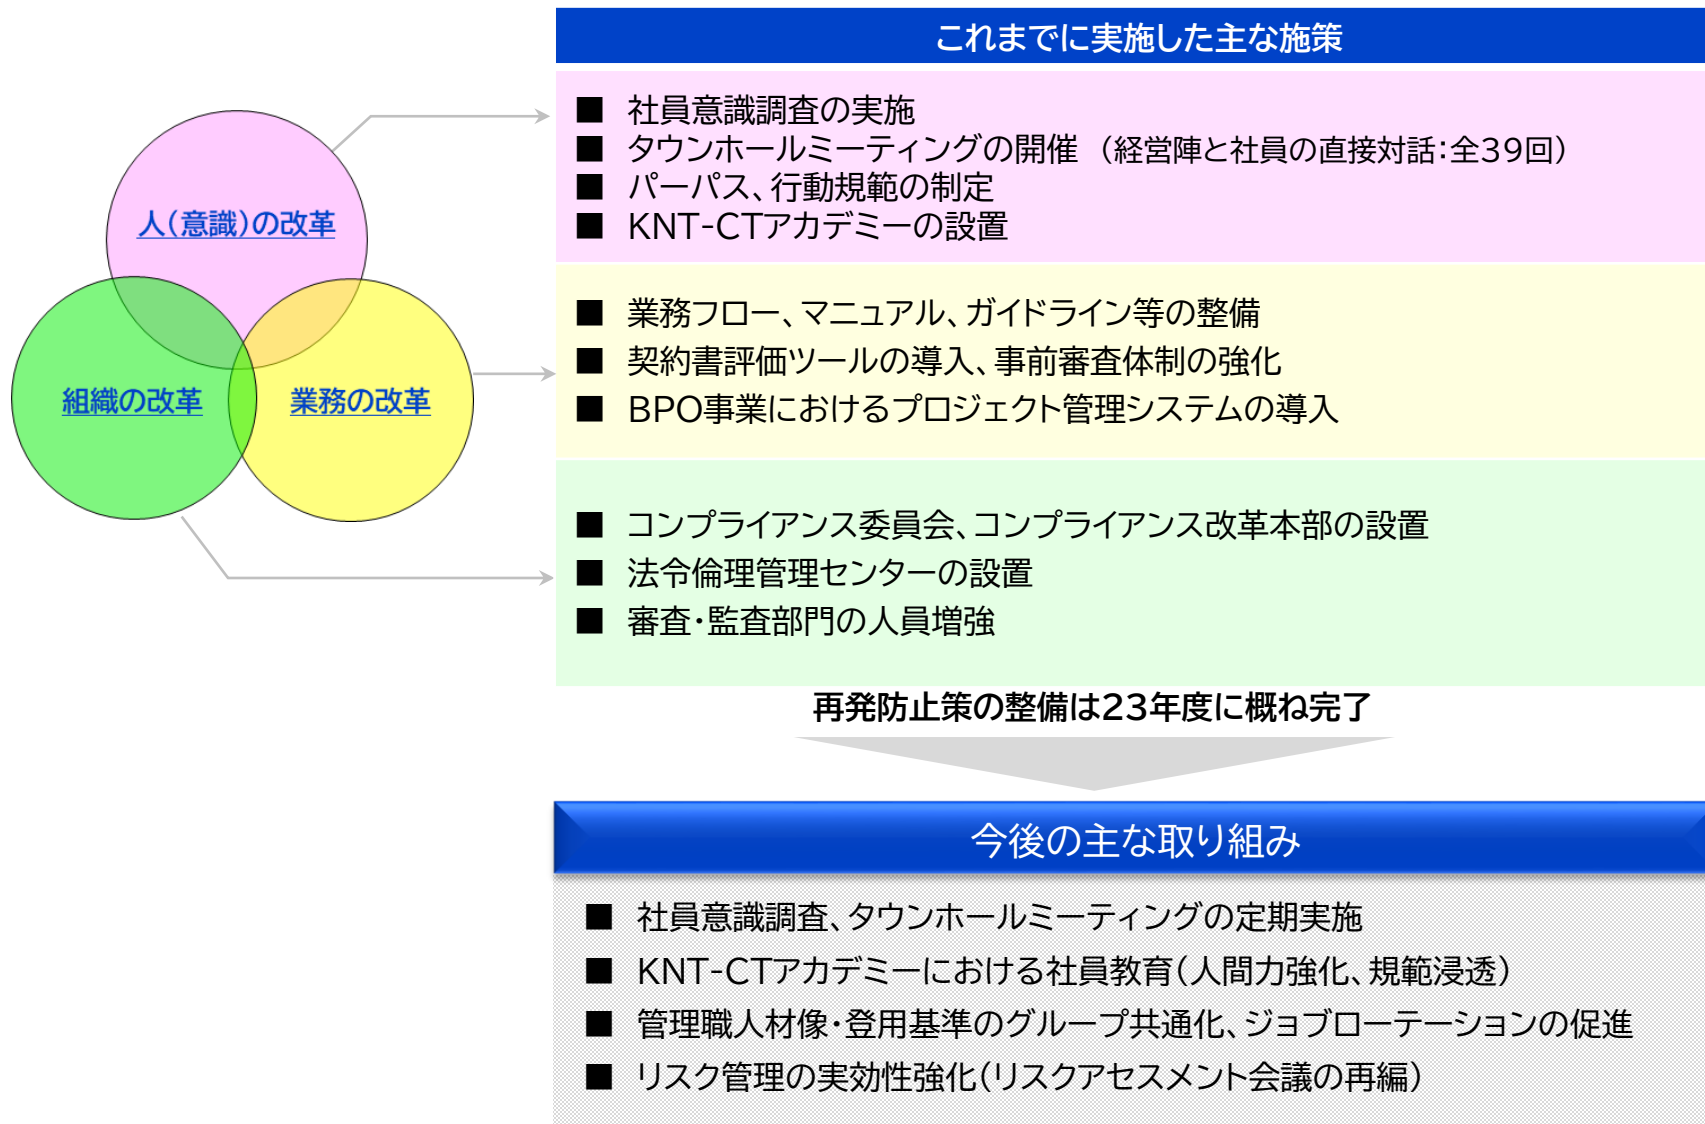 これまでに実施した主な施策
人（意識）の改革
組織の改革
業務の改革
■ 社員意識調査の実施
■ タウンホールミーティングの開催 （経営陣と社員の直接対話：全39回）
■ パーパス、行動規範の制定
■ KNT-CTアカデミーの設置
■ 業務フロー、マニュアル、ガイドライン等の整備
■ 契約書評価ツールの導入、事前審査体制の強化
■ BPO事業におけるプロジェクト管理システムの導入
■ コンプライアンス委員会、コンプライアンス改革本部の設置
■ 法令倫理管理センターの設置
■ 審査・監査部門の人員増強
再発防止策の整備は23年度に概ね完了
今後の主な取り組み
■ 社員意識調査、タウンホールミーティングの定期実施
■ KNT-CTアカデミーにおける社員教育（人間力強化、規範浸透）
■ 管理職人材像・登用基準のグループ共通化、ジョブローテーションの促進
■ リスク管理の実効性強化（リスクアセスメント会議の再編）